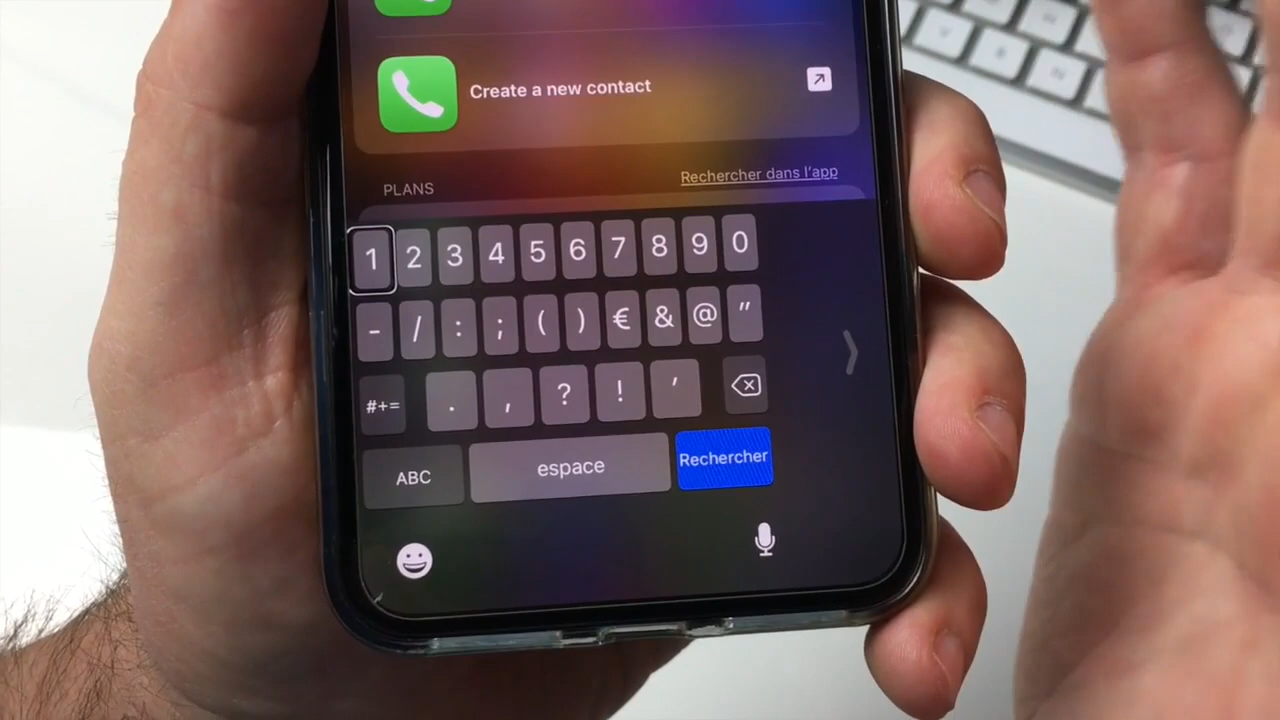 Create a new contact
PLANS
Rechercher dans l’app
1 2 3 4 5 6 7 8 9 0
- / : ; ( ) € & @ "
#+= . , ? ! '
ABC espace Rechercher